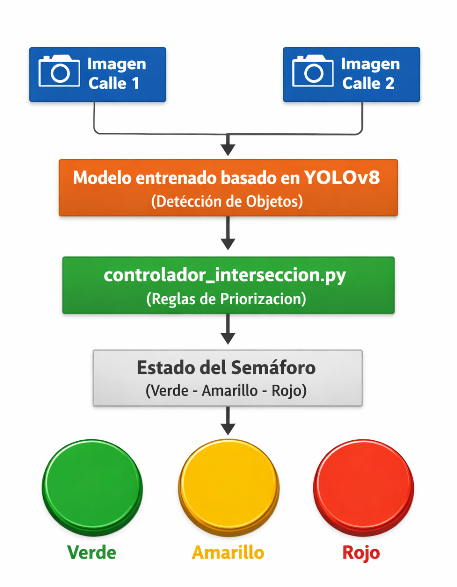 Imagen
Calle 1
Imagen
Calle 2
Modelo entrenado basado en YOLOv8
(Detéccìón de Objetos)
controlador_interseccion.py
(Reglas de Priorizacion)
Estado del Semáforo
(Verde - Amarillo - Rojo)
Verde
Amarillo
Rojo